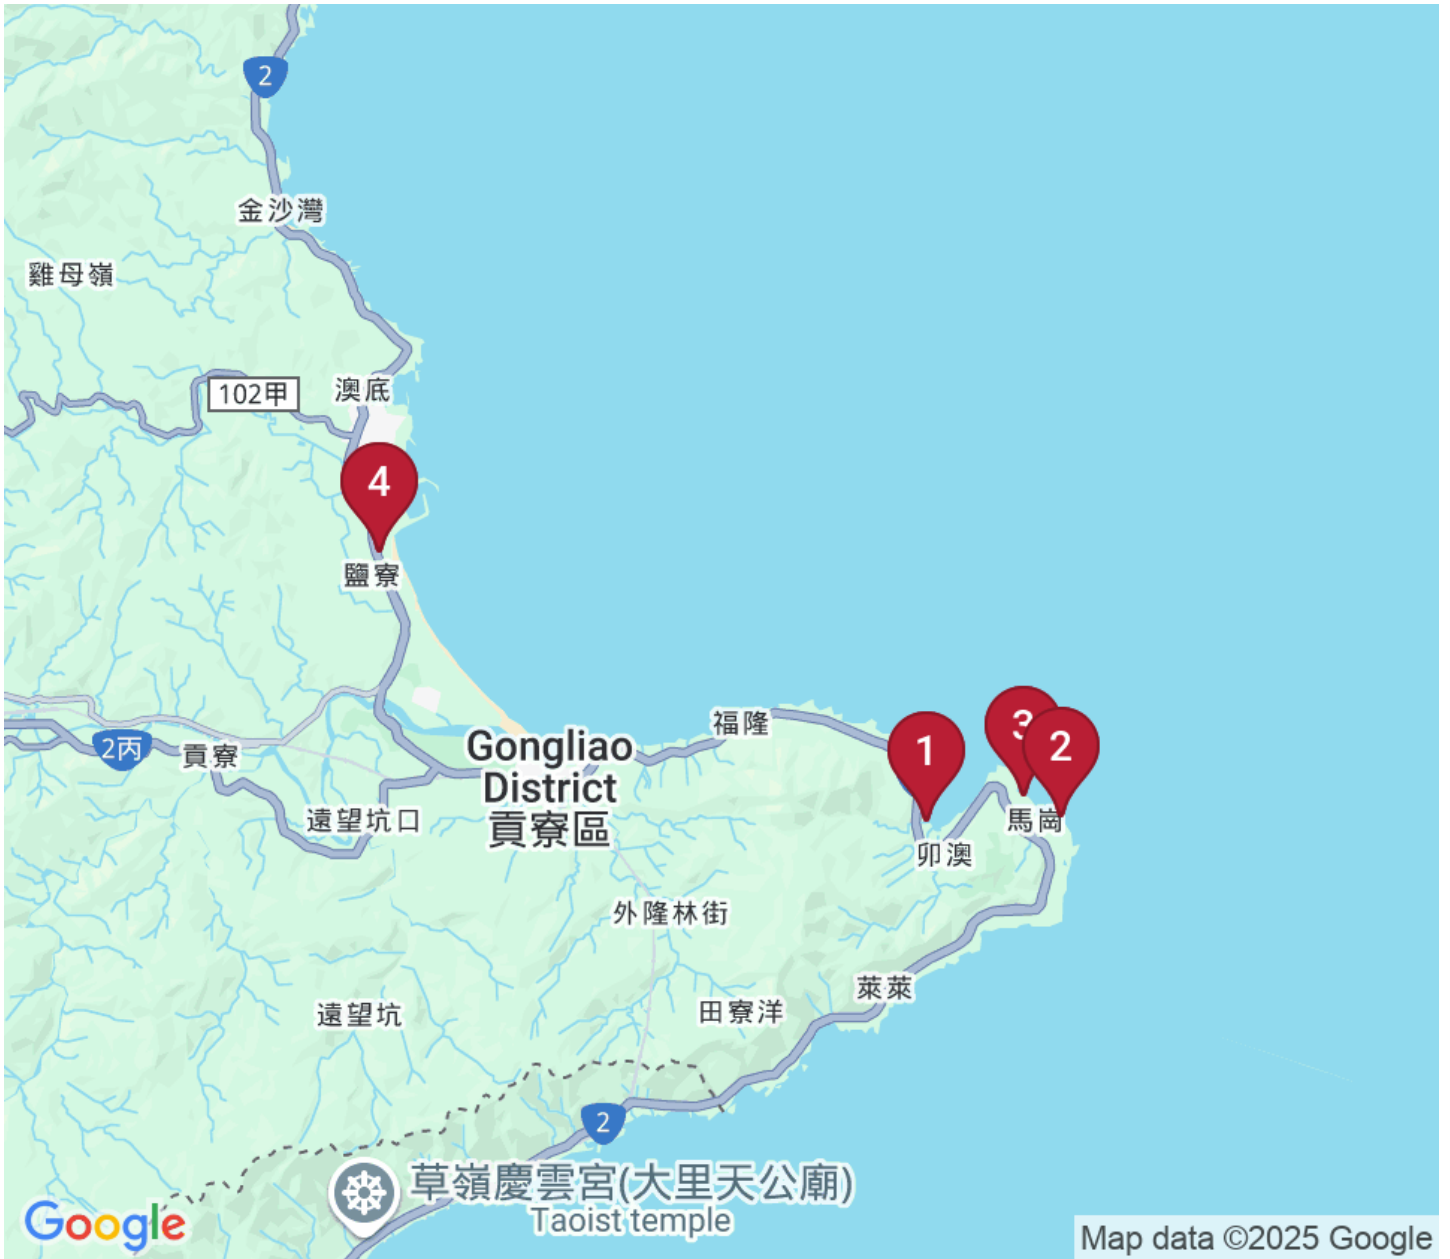 2
金沙灣
雞母嶺
澳底
102甲
4
鹽寮
3
2
1
福隆
Gongliao
District
貢寮區
2丙
貢寮
遠望坑口
馬崗
卯澳
外隆林街
萊萊
遠望坑
田寮洋
2
草嶺慶雲宮(大里天公廟)
Taoist temple
Google
Map data ©2025 Google